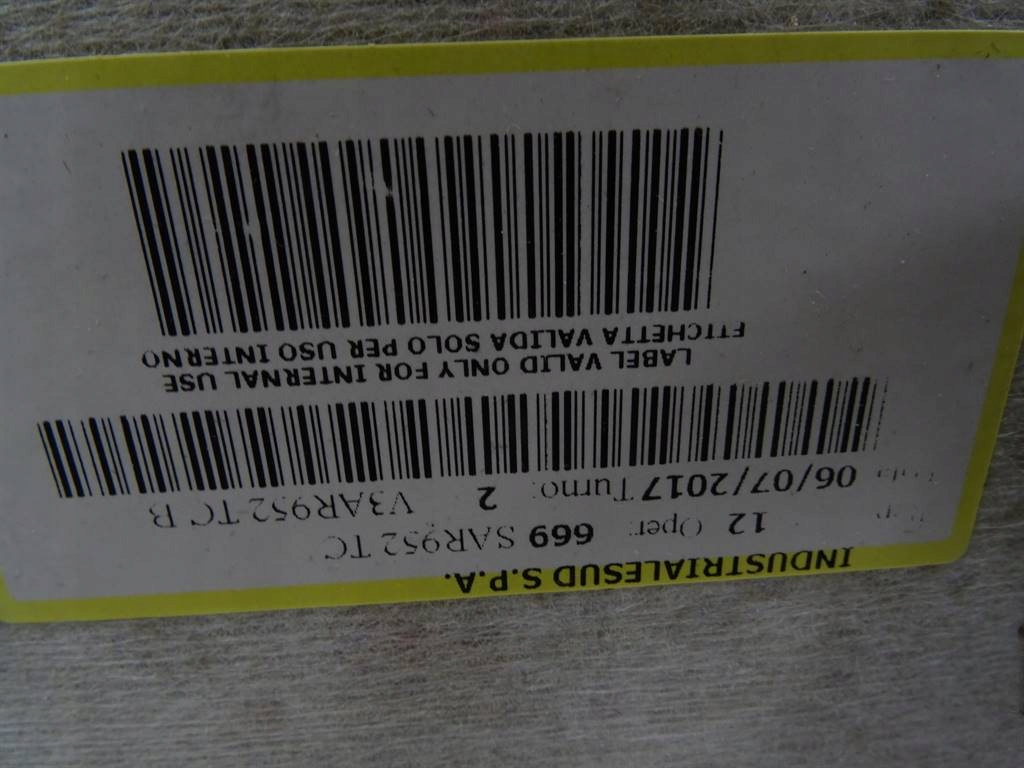 INDUSTRIALESUD S.P.A.
12 Oper: 669 SAR952 TC
06/07/2017 Turno: 2 V3AR952 TC B
LABEL VALID ONLY FOR INTERNAL USE
ETICHETTA VALIDA SOLO PER USO INTERNO